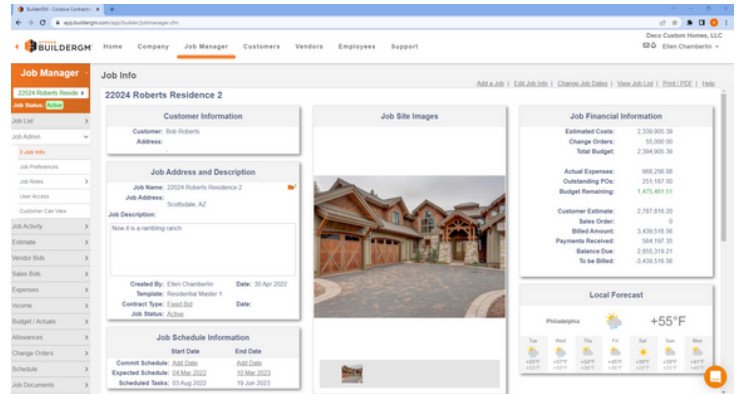 BuilderGM - Cordova Contracti
app.buildergm.com/app/builder/jobmanager.cfm
Deco Custom Homes, LLC
BUILDERGM Home Company Job Manager Customers Vendors Employees Support Ellen Chamberlin
Job Manager
22024 Roberts Reside
Job Status: Active
Job List
Job Admin
Job Info
Job Preferences
Job Roles
User Access
Customer Can View
Job Activity
Estimate
Vendor Bids
Sales Bids
Expenses
Income
Budget / Actuals
Allowances
Change Orders
Schedule
Job Documents
Job Info
Add a Job | Edit Job Info | Change Job Dates | View Job List | Print / PDF | Help
22024 Roberts Residence 2
Customer Information
Customer: Bob Roberts
Address:
Job Address and Description
Job Name: 22024 Roberts Residence 2
Job Address:
Scottsdale, AZ
Job Description:
Now it is a rambling ranch
Created By: Ellen Chamberlin Date: 30 Apr 2022
Template: Residential Master 1
Contract Type: Fixed Bid Date:
Job Status: Active
Job Schedule Information
Start Date End Date
Commit Schedule: Add Date Add Date
Expected Schedule: 04 Mar 2022 10 Mar 2023
Scheduled Tasks: 03 Aug 2022 19 Jun 2023
Job Site Images
Job Financial Information
Estimated Costs: 2,339,905.39
Change Orders: 55,000.00
Total Budget: 2,394,905.39
Actual Expenses: 668,256.88
Outstanding POs: 251,187.00
Budget Remaining: 1,475,461.51
Customer Estimate: 2,787,816.20
Sales Order: 0
Billed Amount: 3,439,516.56
Payments Received: 584,197.35
Balance Due: 2,855,319.21
To be Billed: -3,439,516.56
Local Forecast
Philadelphia +55°F
Tue Wed Thu Fri Sat Sun Mon